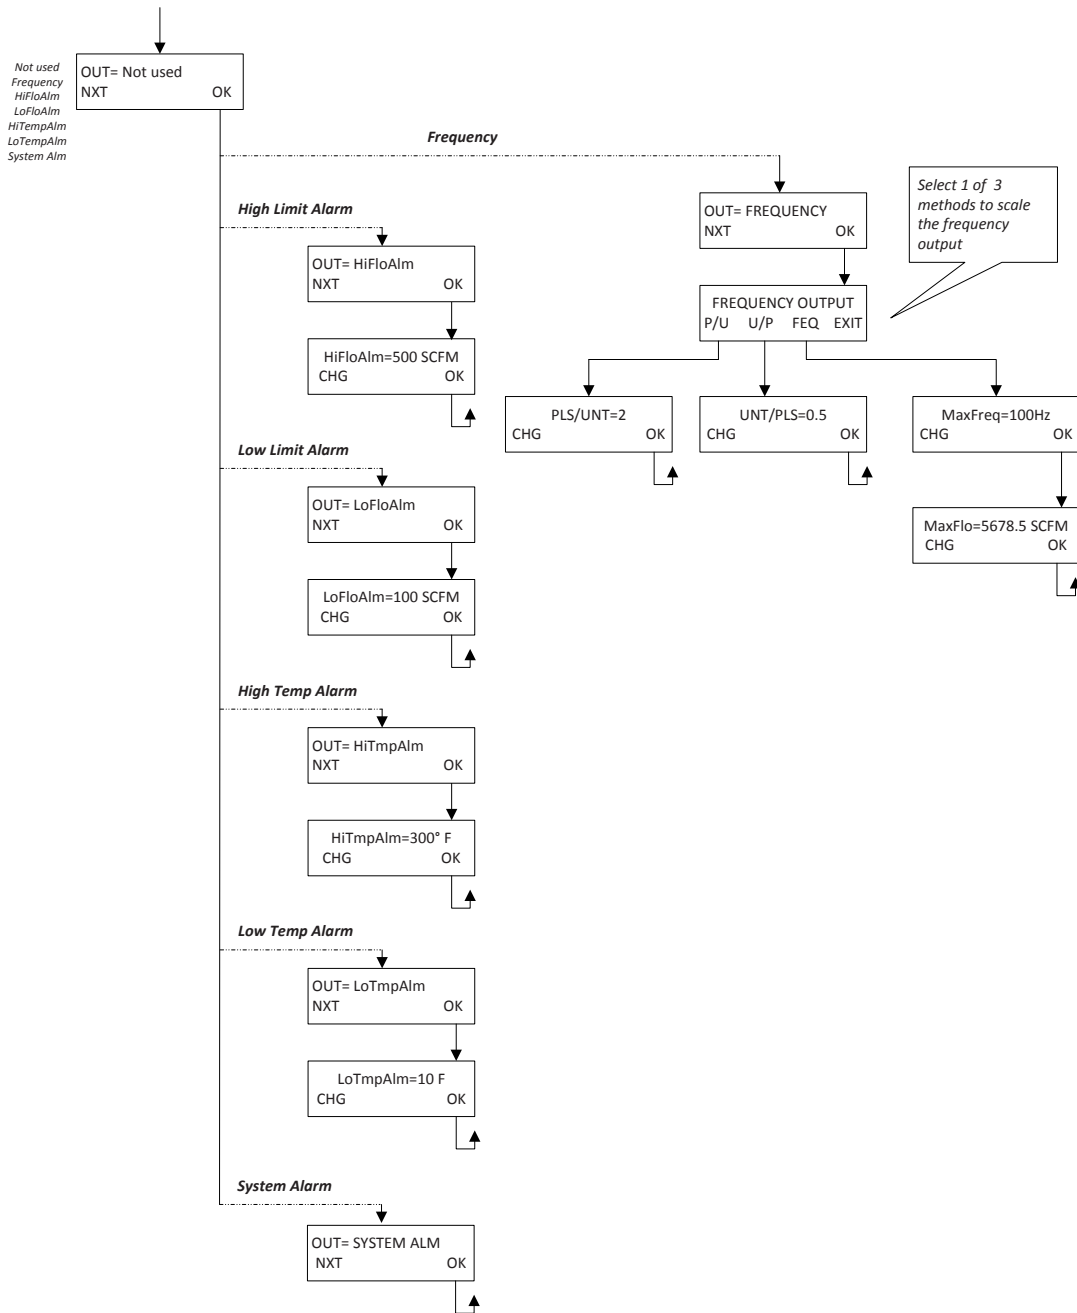 Not used
Frequency
HiFloAlm
LoFloAlm
HiTempAlm
LoTempAlm
System Alm
OUT= Not used
NXT OK
Frequency
OUT= FREQUENCY
NXT OK
Select 1 of 3
methods to scale
the frequency
output
FREQUENCY OUTPUT
P/U U/P FEQ EXIT
PLS/UNT=2
CHG OK
UNT/PLS=0.5
CHG OK
MaxFreq=100Hz
CHG OK
MaxFlo=5678.5 SCFM
CHG OK
High Limit Alarm
OUT= HiFloAlm
NXT OK
HiFloAlm=500 SCFM
CHG OK
Low Limit Alarm
OUT= LoFloAlm
NXT OK
LoFloAlm=100 SCFM
CHG OK
High Temp Alarm
OUT= HiTmpAlm
NXT OK
HiTmpAlm=300° F
CHG OK
Low Temp Alarm
OUT= LoTmpAlm
NXT OK
LoTmpAlm=10 F
CHG OK
System Alarm
OUT= SYSTEM ALM
NXT OK